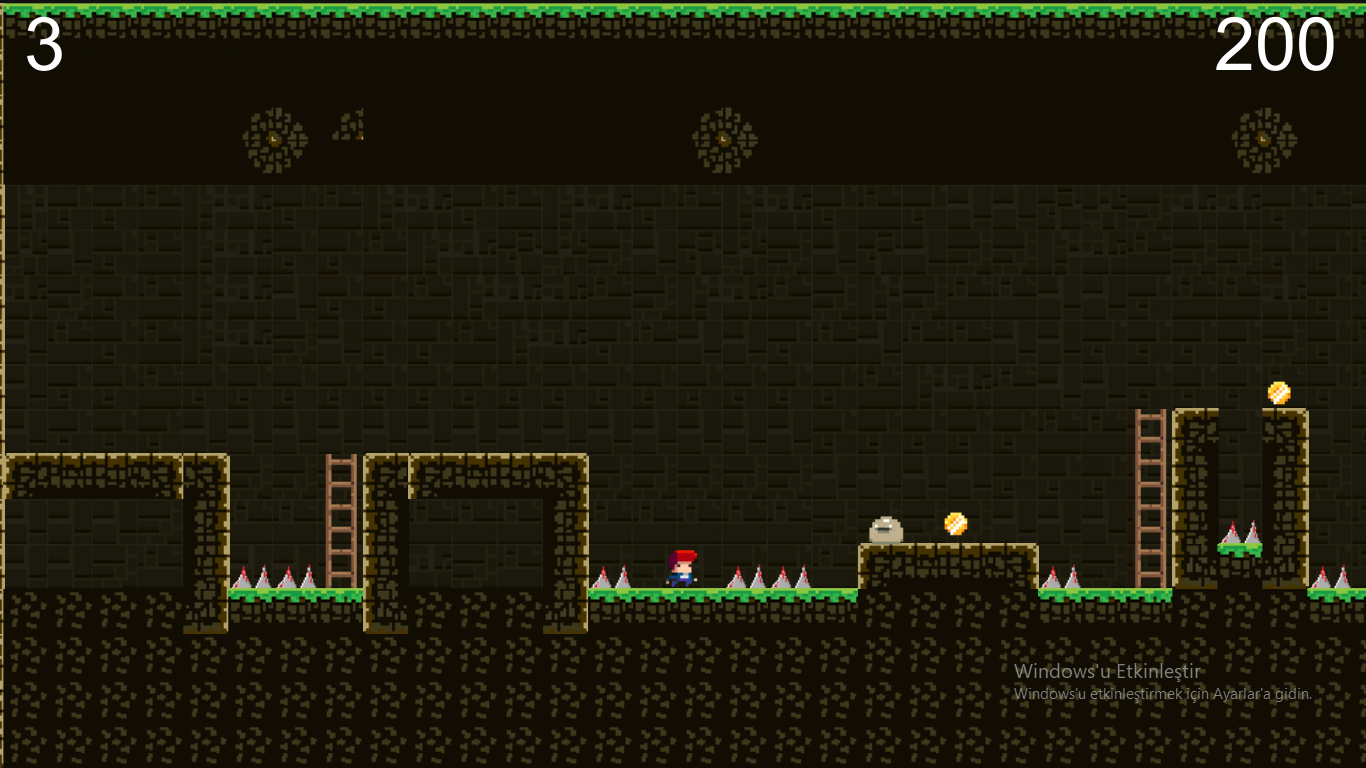 3
200
Windows'u Etkinleştir
Windows'u etkinleştirmek için Ayarlar'a gidin.